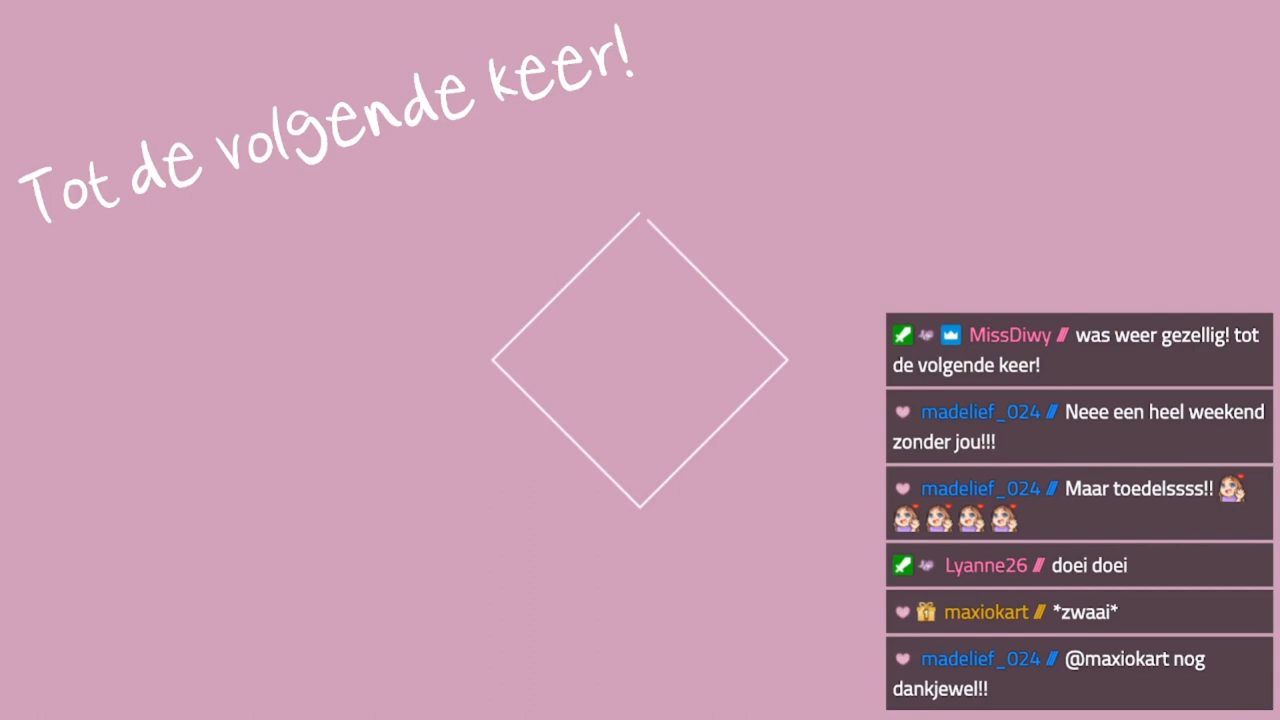 Tot de volgende keer!
MissDiwy /// was weer gezellig! tot
de volgende keer!
madelief_024 /// Neee een heel weekend
zonder jou!!!
madelief_024 /// Maar toedelssss!!
Lyanne26 /// doei doei
maxiokart /// *zwaai*
madelief_024 /// @maxiokart nog
dankjewel!!